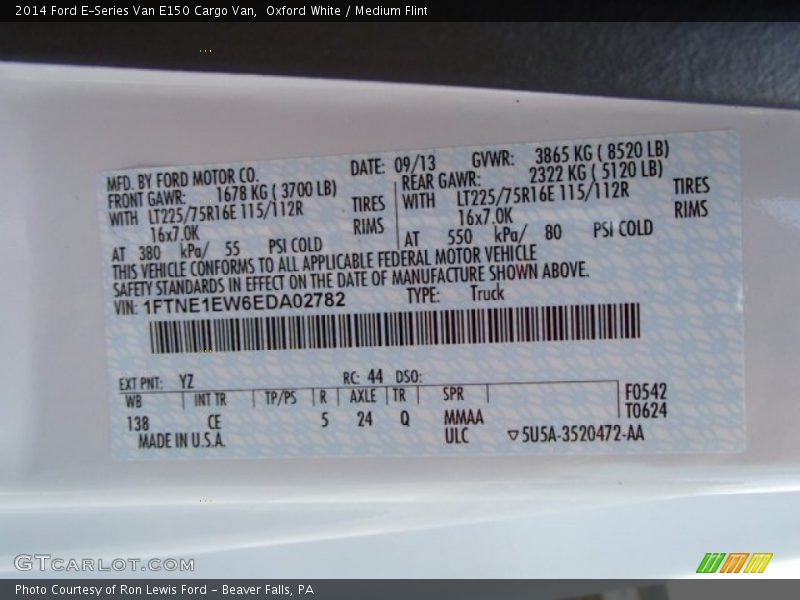 2014 Ford E-Series Van E150 Cargo Van, Oxford White / Medium Flint
MFD. BY FORD MOTOR CO.
DATE: 09/13 GVWR: 3865 KG ( 8520 LB)
FRONT GAWR: 1678 KG ( 3700 LB)
REAR GAWR: 2322 KG ( 5120 LB)
WITH LT225/75R16E 115/112R TIRES
WITH LT225/75R16E 115/112R TIRES
16x7.0K RIMS
16x7.0K RIMS
AT 380 kPa/ 55 PSI COLD
AT 550 kPa/ 80 PSI COLD
THIS VEHICLE CONFORMS TO ALL APPLICABLE FEDERAL MOTOR VEHICLE
SAFETY STANDARDS IN EFFECT ON THE DATE OF MANUFACTURE SHOWN ABOVE.
VIN: 1FTNE1EW6EDA02782 TYPE: Truck
EXT PNT: YZ RC: 44 DSO:
WB INT TR TP/PS R AXLE TR SPR F0542
138 CE 5 24 Q MMAA T0624
MADE IN U.S.A. ULC ▽5U5A-3520472-AA
GTCARLOT.COM
Photo Courtesy of Ron Lewis Ford - Beaver Falls, PA